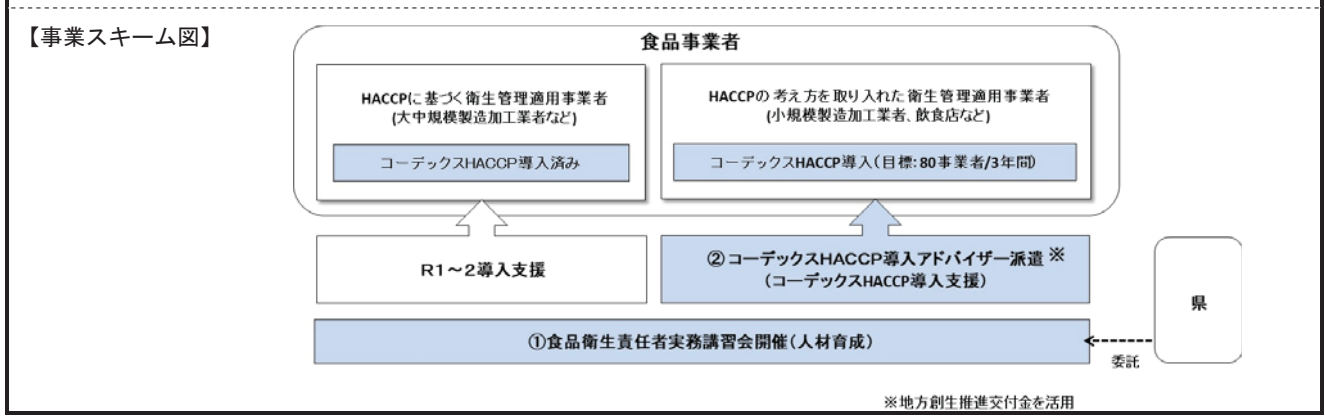 【事業スキーム図】
食品事業者
HACCPに基づく衛生管理適用事業者
(大中規模製造加工業者など)
コーデックスHACCP導入済み
HACCPの考え方を取り入れた衛生管理適用事業者
(小規模製造加工業者、飲食店など)
コーデックスHACCP導入(目標:80事業者/3年間)
R1~2導入支援
②コーデックスHACCP導入アドバイザー派遣※
(コーデックスHACCP導入支援)
①食品衛生責任者実務講習会開催(人材育成)
県
委託
※地方創生推進交付金を活用